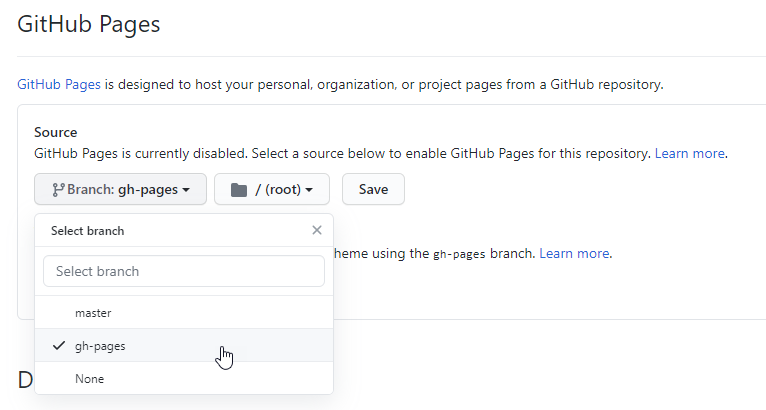 GitHub Pages
GitHub Pages is designed to host your personal, organization, or project pages from a GitHub repository.
Source
GitHub Pages is currently disabled. Select a source below to enable GitHub Pages for this repository. Learn more.
Branch: gh-pages / (root) Save
Select branch
heme using the gh-pages branch. Learn more.
Select branch
master
gh-pages
None
D